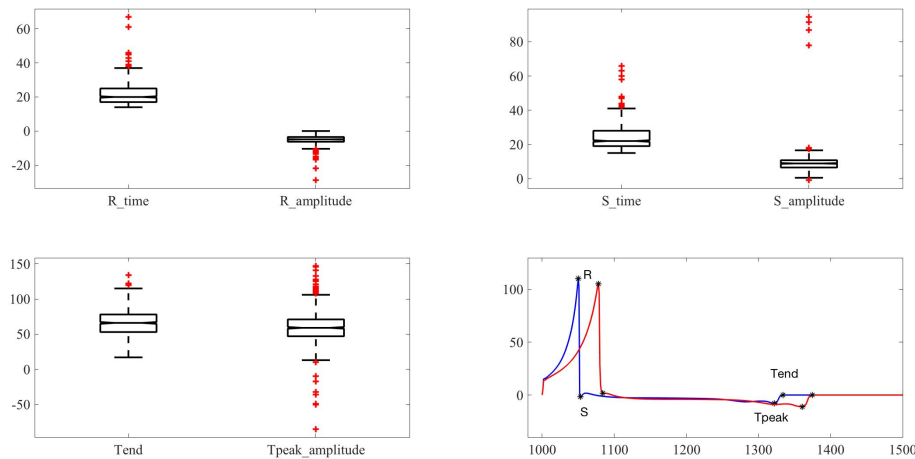 60
40
20
0
-20
R_time R_amplitude
80
60
40
20
0
S_time S_amplitude
150
100
50
0
-50
Tend Tpeak_amplitude
100
50
0
R
S
Tend
Tpeak
1000 1100 1200 1300 1400 1500